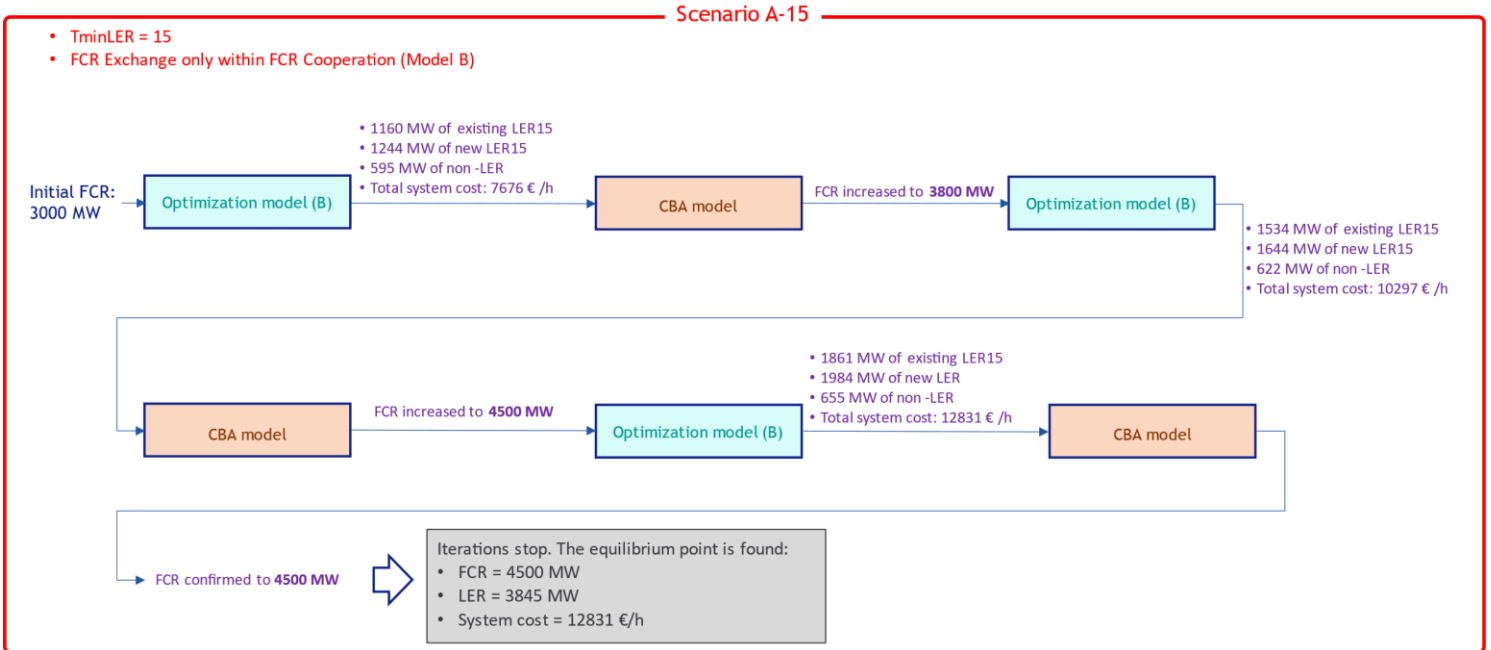 Scenario A-15
• TminLER = 15
• FCR Exchange only within FCR Cooperation (Model B)
Initial FCR:
3000 MW
Optimization model (B)
• 1160 MW of existing LER15
• 1244 MW of new LER15
• 595 MW of non -LER
• Total system cost: 7676 € /h
CBA model
FCR increased to 3800 MW
Optimization model (B)
• 1534 MW of existing LER15
• 1644 MW of new LER15
• 622 MW of non -LER
• Total system cost: 10297 € /h
CBA model
FCR increased to 4500 MW
Optimization model (B)
• 1861 MW of existing LER15
• 1984 MW of new LER
• 655 MW of non -LER
• Total system cost: 12831 € /h
CBA model
FCR confirmed to 4500 MW
Iterations stop. The equilibrium point is found:
• FCR = 4500 MW
• LER = 3845 MW
• System cost = 12831 €/h